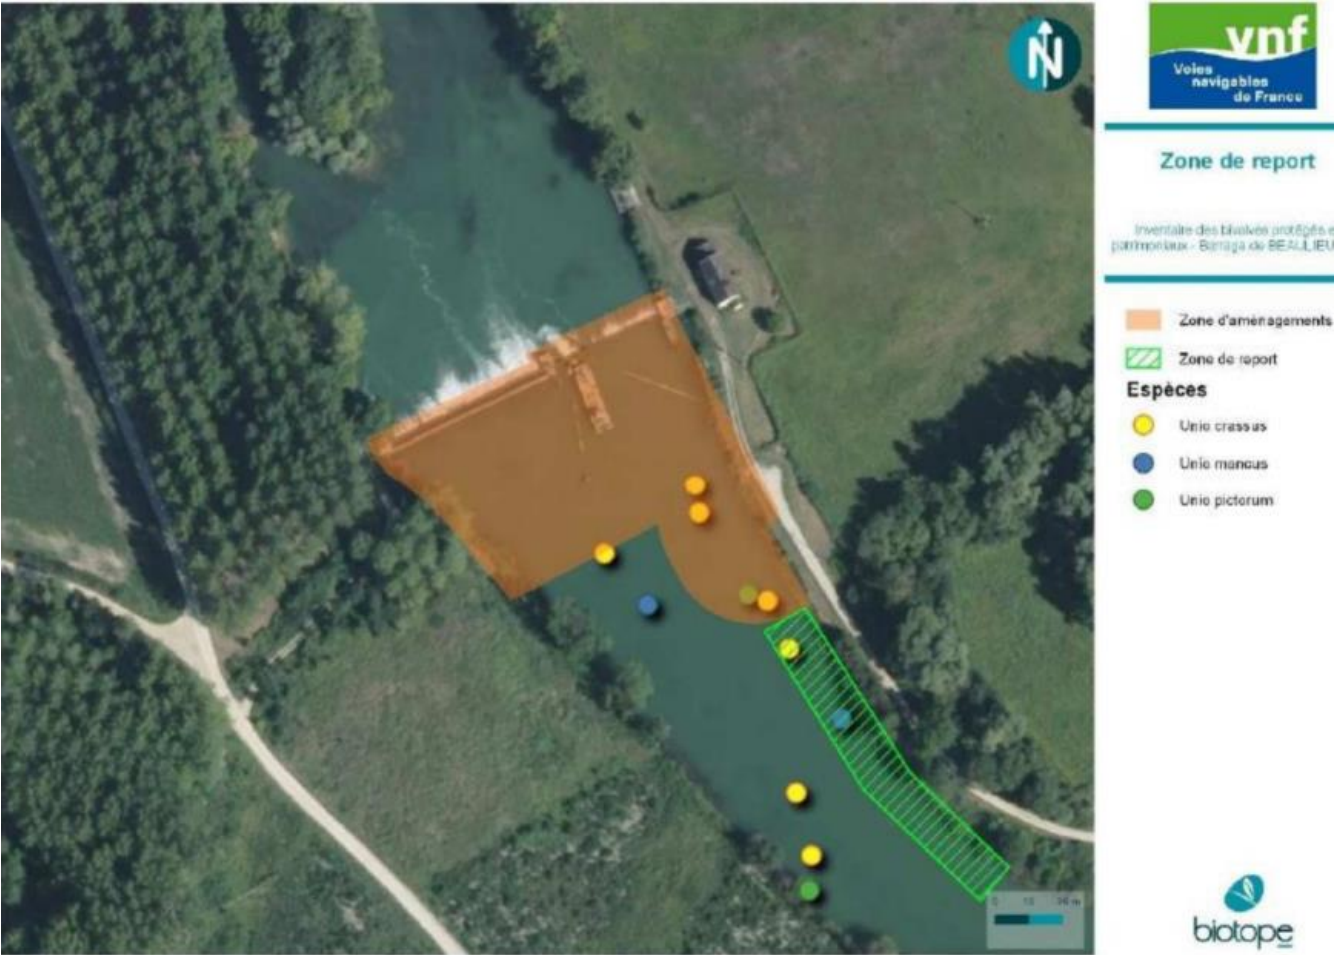 N
vnf
Voies
navigables
de France
Zone de report
Inventaire des bivalves protégés e
patrimoniaux - Barrage de BEAULIEU
Zone d'aménagements
Zone de report
Espèces
Unio crassus
Unio mancus
Unio pictorum
0
biotope